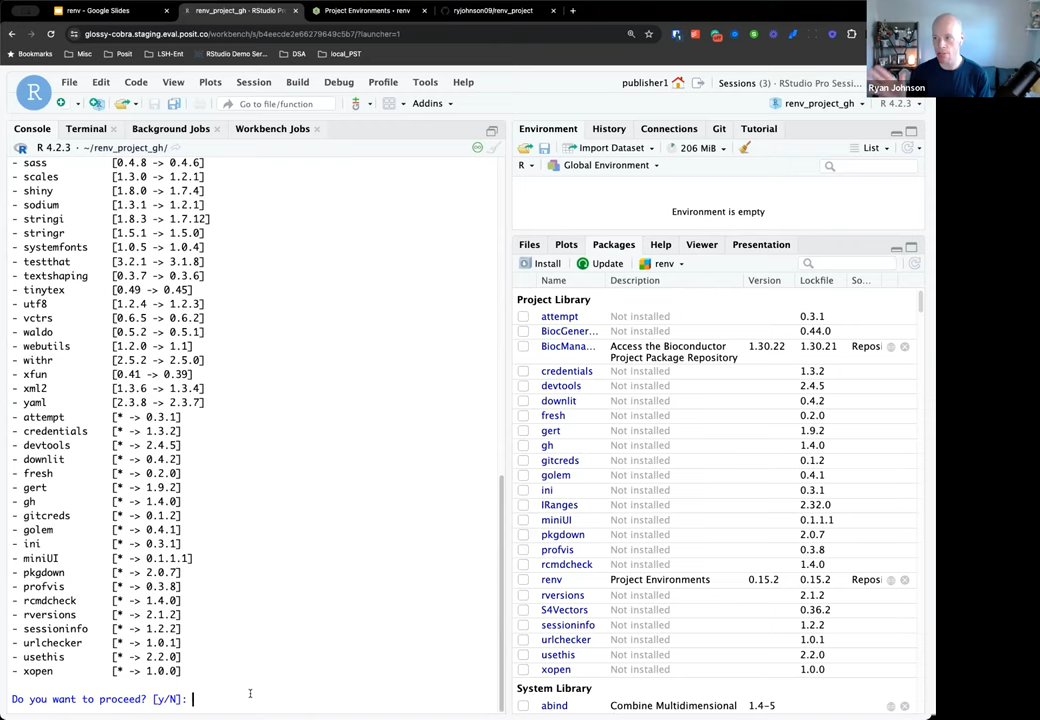 renv – Google Slides
renv_project_gh - RStudio Pr
Project Environments • renv
ryjohnson09/renv_project
glossy-cobra.staging.eval.posit.co/workbench/s/b4eecd2e66279649c5b7/?launcher=1
Bookmarks Misc Posit LSH-Ent RStudio Demo Ser... DSA local_PST
Ryan Johnson
File Edit Code View Plots Session Build Debug Profile Tools Help
publisher1 Sessions (3) RStudio Pro Sessi...
Go to file/function Addins renv_project_gh R 4.2.3
Console Terminal Background Jobs Workbench Jobs
R 4.2.3 · ~/renv_project_gh/
- sass [0.4.8 -> 0.4.6]
- scales [1.3.0 -> 1.2.1]
- shiny [1.8.0 -> 1.7.4]
- sodium [1.3.1 -> 1.2.1]
- stringi [1.8.3 -> 1.7.12]
- stringr [1.5.1 -> 1.5.0]
- systemfonts [1.0.5 -> 1.0.4]
- testthat [3.2.1 -> 3.1.8]
- textshaping [0.3.7 -> 0.3.6]
- tinytex [0.49 -> 0.45]
- utf8 [1.2.4 -> 1.2.3]
- vctrs [0.6.5 -> 0.6.2]
- waldo [0.5.2 -> 0.5.1]
- webutils [1.2.0 -> 1.1]
- withr [2.5.2 -> 2.5.0]
- xfun [0.41 -> 0.39]
- xml2 [1.3.6 -> 1.3.4]
- yaml [2.3.8 -> 2.3.7]
- attempt [* -> 0.3.1]
- credentials [* -> 1.3.2]
- devtools [* -> 2.4.5]
- downlit [* -> 0.4.2]
- fresh [* -> 0.2.0]
- gert [* -> 1.9.2]
- gh [* -> 1.4.0]
- gitcreds [* -> 0.1.2]
- golem [* -> 0.4.1]
- ini [* -> 0.3.1]
- miniUI [* -> 0.1.1.1]
- pkgdown [* -> 2.0.7]
- profvis [* -> 0.3.8]
- rcmdcheck [* -> 1.4.0]
- rversions [* -> 2.1.2]
- sessioninfo [* -> 1.2.2]
- urlchecker [* -> 1.0.1]
- usethis [* -> 2.2.0]
- xopen [* -> 1.0.0]
Do you want to proceed? [y/N]:
Environment History Connections Git Tutorial
Import Dataset 206 MiB List
R Global Environment
Environment is empty
Files Plots Packages Help Viewer Presentation
Install Update renv
Name Description Version Lockfile So...
Project Library
attempt Not installed 0.3.1
BiocGener... Not installed 0.44.0
BiocMana... Access the Bioconductor 1.30.22 1.30.21 Reposi
Project Package Repository
credentials Not installed 1.3.2
devtools Not installed 2.4.5
downlit Not installed 0.4.2
fresh Not installed 0.2.0
gert Not installed 1.9.2
gh Not installed 1.4.0
gitcreds Not installed 0.1.2
golem Not installed 0.4.1
ini Not installed 0.3.1
IRanges Not installed 2.32.0
miniUI Not installed 0.1.1.1
pkgdown Not installed 2.0.7
profvis Not installed 0.3.8
rcmdcheck Not installed 1.4.0
renv Project Environments 0.15.2 0.15.2 Reposi
rversions Not installed 2.1.2
S4Vectors Not installed 0.36.2
sessioninfo Not installed 1.2.2
urlchecker Not installed 1.0.1
usethis Not installed 2.2.0
xopen Not installed 1.0.0
System Library
abind Combine Multidimensional 1.4-5